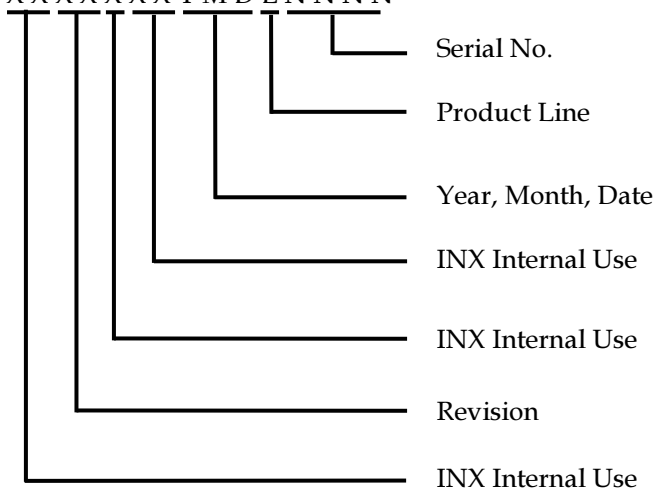 X X X X X X X Y M D L N N N N
Serial No.
Product Line
Year, Month, Date
INX Internal Use
INX Internal Use
Revision
INX Internal Use